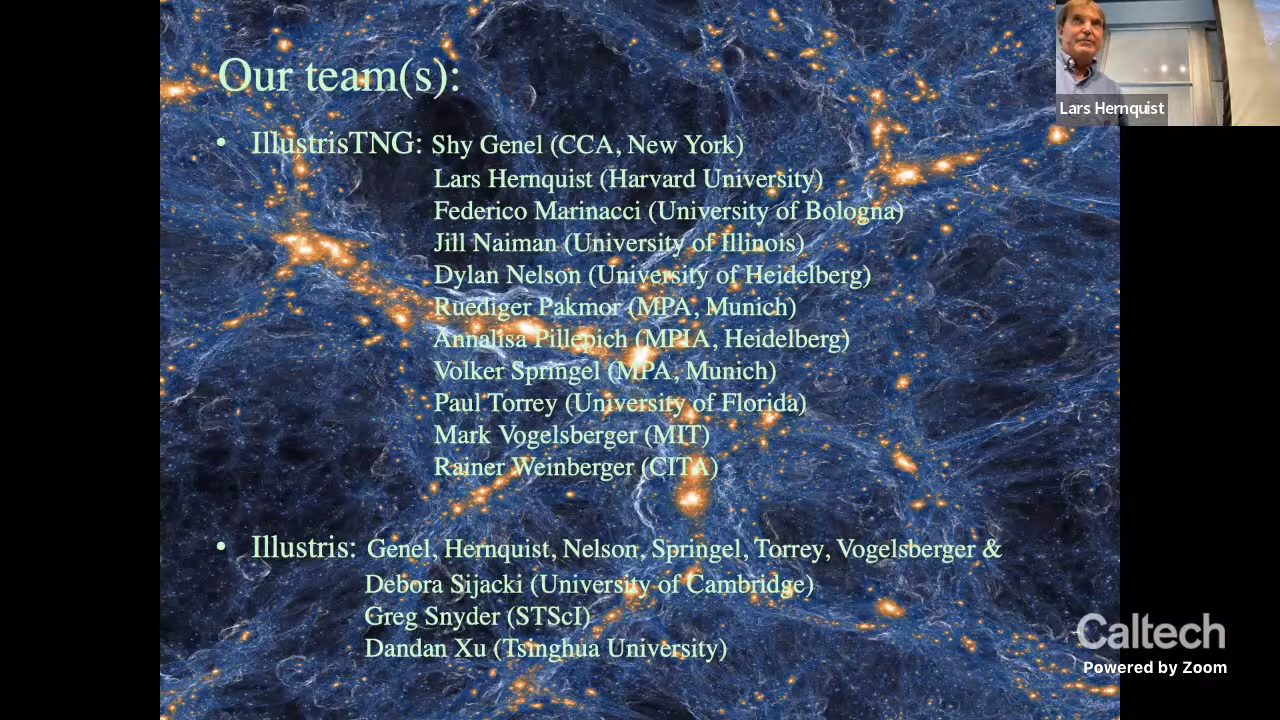 Our team(s):
Lars Hernquist
• IllustrisTNG: Shy Genel (CCA, New York)
Lars Hernquist (Harvard University)
Federico Marinacci (University of Bologna)
Jill Naiman (University of Illinois)
Dylan Nelson (University of Heidelberg)
Ruediger Pakmor (MPA, Munich)
Annalisa Pillepich (MPIA, Heidelberg)
Volker Springel (MPA, Munich)
Paul Torrey (University of Florida)
Mark Vogelsberger (MIT)
Rainer Weinberger (CITA)
• Illustris: Genel, Hernquist, Nelson, Springel, Torrey, Vogelsberger &
Debora Sijacki (University of Cambridge)
Greg Snyder (STScI)
Dandan Xu (Tsinghua University)
Caltech
Powered by Zoom